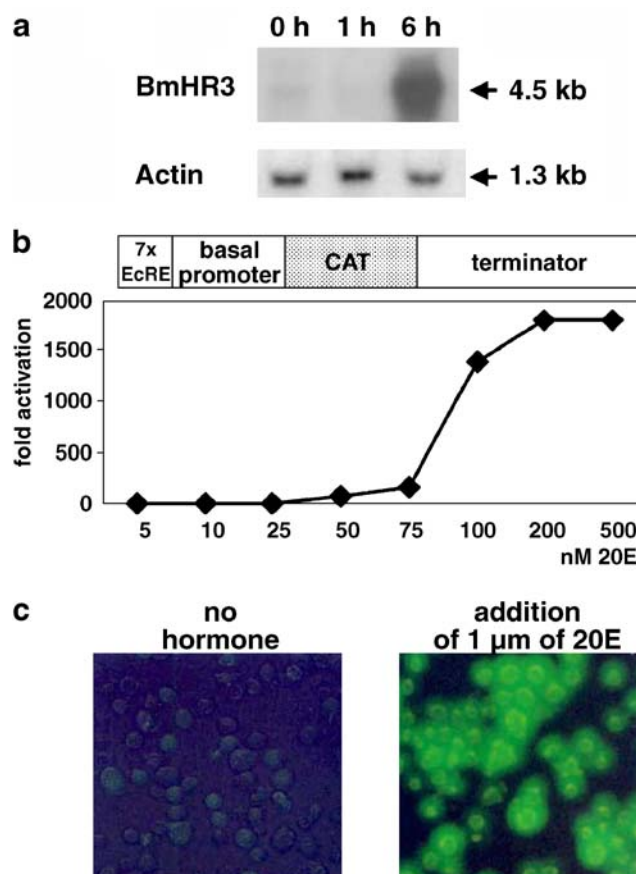 a
0 h 1 h 6 h
BmHR3
4.5 kb
Actin
1.3 kb
b
7x
EcRE
basal
promoter
CAT
terminator
2000
1500
1000
500
0
fold activation
5 10 25 50 75 100 200 500
nM 20E
c
no
hormone
addition
of 1 µm of 20E